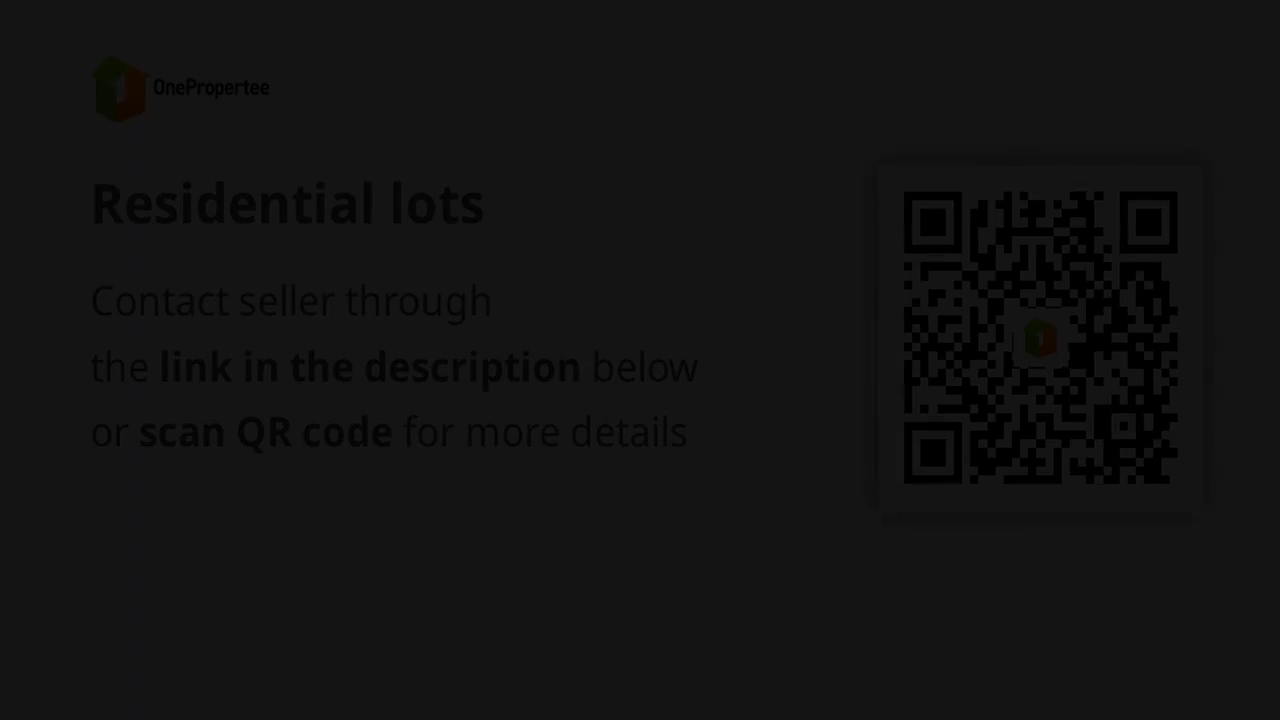 OnePropertee
Residential lots
Contact seller through
the link in the description below
or scan QR code for more details